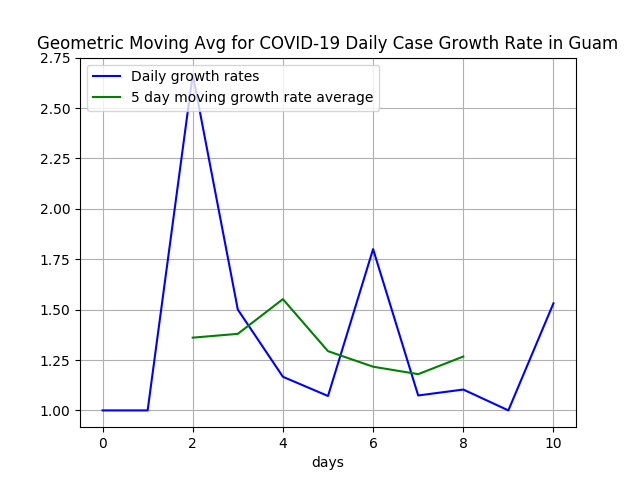 Geometric Moving Avg for COVID-19 Daily Case Growth Rate in Guam
Daily growth rates
5 day moving growth rate average
2.75
2.50
2.25
2.00
1.75
1.50
1.25
1.00
0 2 4 6 8 10
days